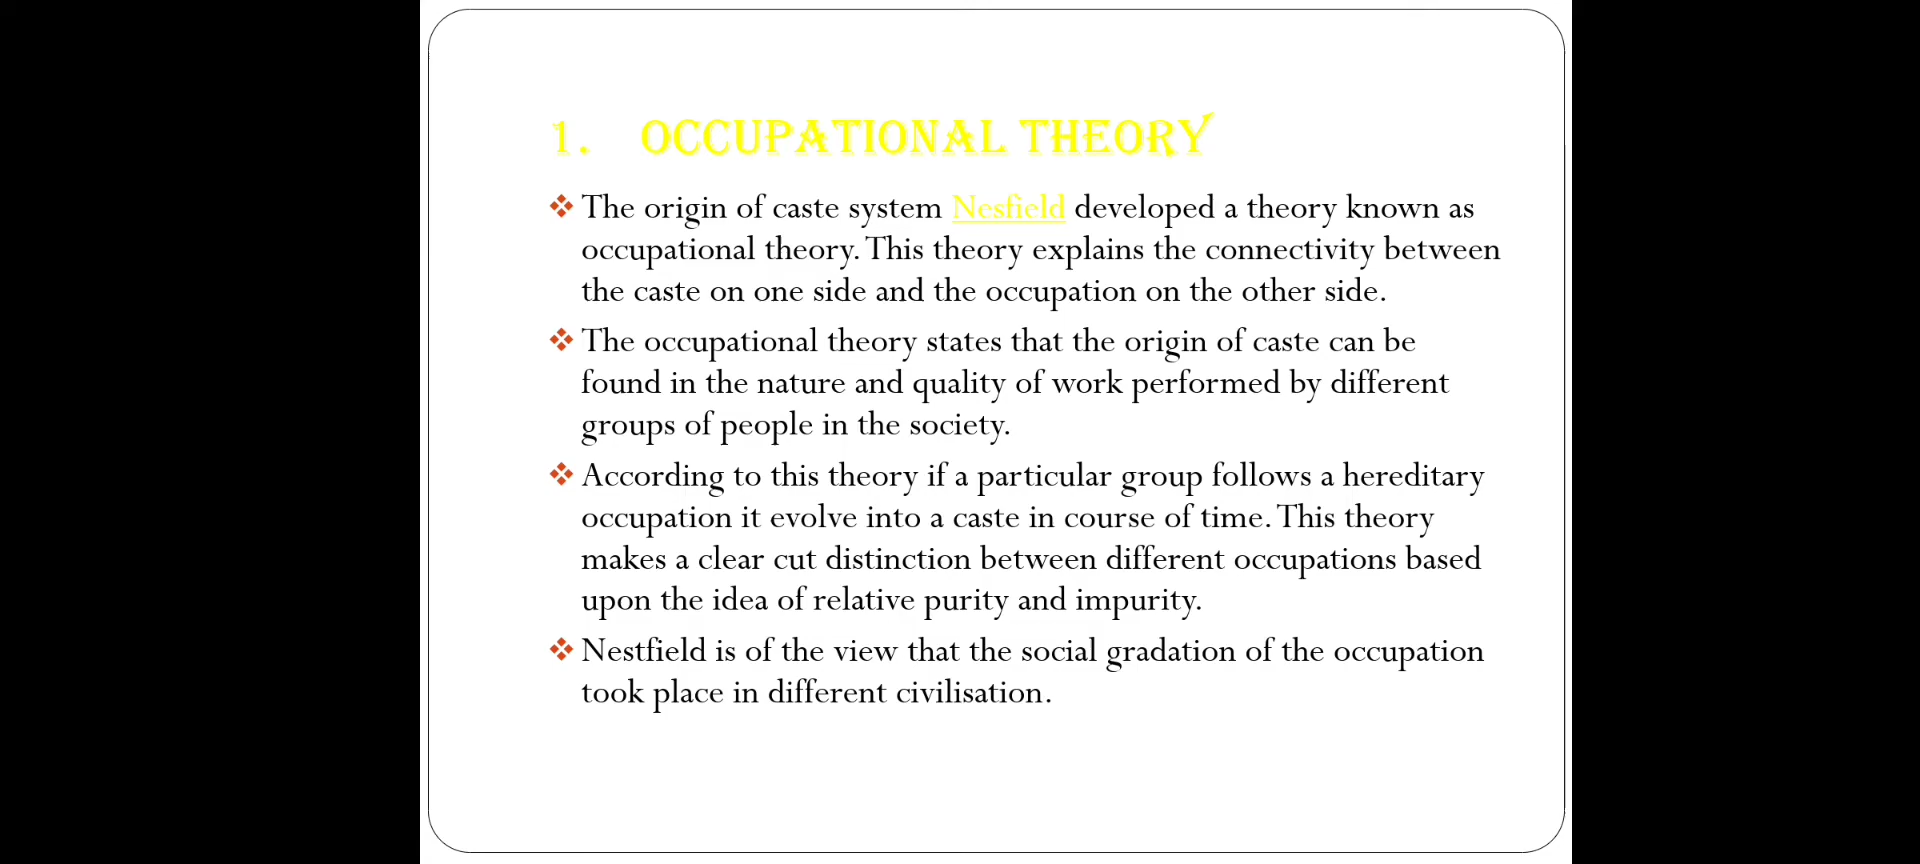 1. OCCUPATIONAL THEORY
The origin of caste system Nesfield developed a theory known as
occupational theory. This theory explains the connectivity between
the caste on one side and the occupation on the other side.
The occupational theory states that the origin of caste can be
found in the nature and quality of work performed by different
groups of people in the society.
According to this theory if a particular group follows a hereditary
occupation it evolve into a caste in course of time. This theory
makes a clear cut distinction between different occupations based
upon the idea of relative purity and impurity.
Nestfield is of the view that the social gradation of the occupation
took place in different civilisation.